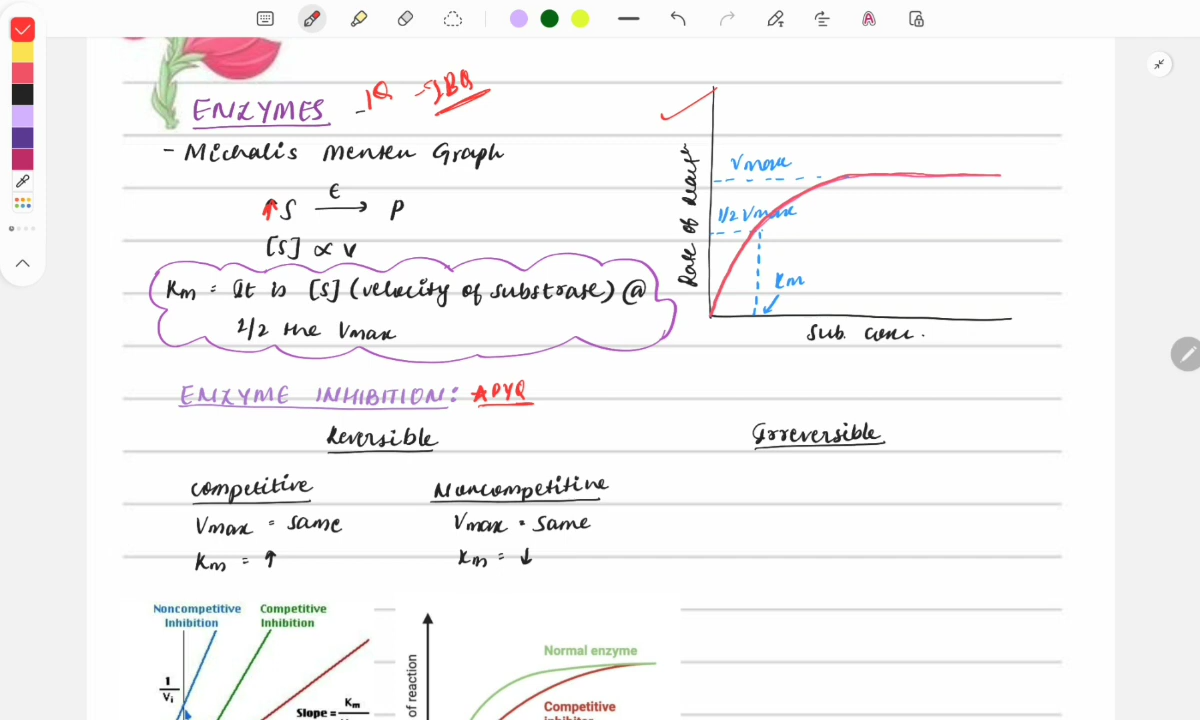 ENZYMES - IQ - IBQ
- Michalis Menten Graph
↑S —E→ P
[S] ∝ V
Km = It is [S] (velocity of substrate) @
1/2 the Vmax
Rate of
Vmax
1/2 Vmax
Km
Sub. conc.
ENZYME INHIBITION: ★PYQ
Reversible
Irreversible
Competitive
Noncompetitive
Vmax = same
Vmax = same
Km = ↑
Km = ↓
Noncompetitive
Inhibition
Competitive
Inhibition
1
Vi
Slope = Km
of reaction
Normal enzyme
Competitive